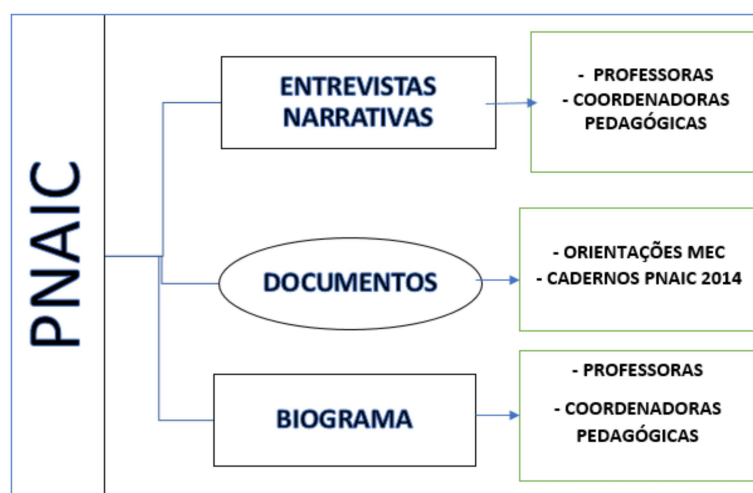 PNAIC
ENTREVISTAS
NARRATIVAS
- PROFESSORAS
- COORDENADORAS
PEDAGÓGICAS
DOCUMENTOS
- ORIENTAÇÕES MEC
- CADERNOS PNAIC 2014
BIOGRAMA
- PROFESSORAS
- COORDENADORAS
PEDAGÓGICAS